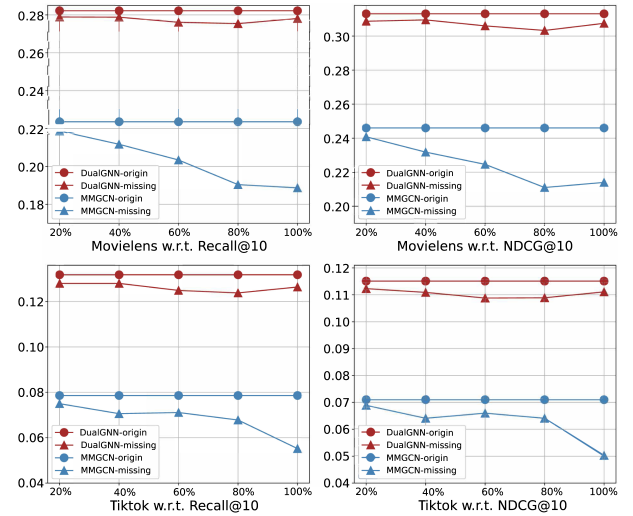 0.28
0.26
0.24
0.22
0.20
0.18
DualGNN-origin
DualGNN-missing
MMGCN-origin
MMGCN-missing
20% 40% 60% 80% 100%
Movielens w.r.t. Recall@10
0.30
0.28
0.26
0.24
0.22
0.20
DualGNN-origin
DualGNN-missing
MMGCN-origin
MMGCN-missing
20% 40% 60% 80% 100%
Movielens w.r.t. NDCG@10
0.12
0.10
0.08
0.06
0.04
DualGNN-origin
DualGNN-missing
MMGCN-origin
MMGCN-missing
20% 40% 60% 80% 100%
Tiktok w.r.t. Recall@10
0.12
0.11
0.10
0.09
0.08
0.07
0.06
0.05
0.04
DualGNN-origin
DualGNN-missing
MMGCN-origin
MMGCN-missing
20% 40% 60% 80% 100%
Tiktok w.r.t. NDCG@10